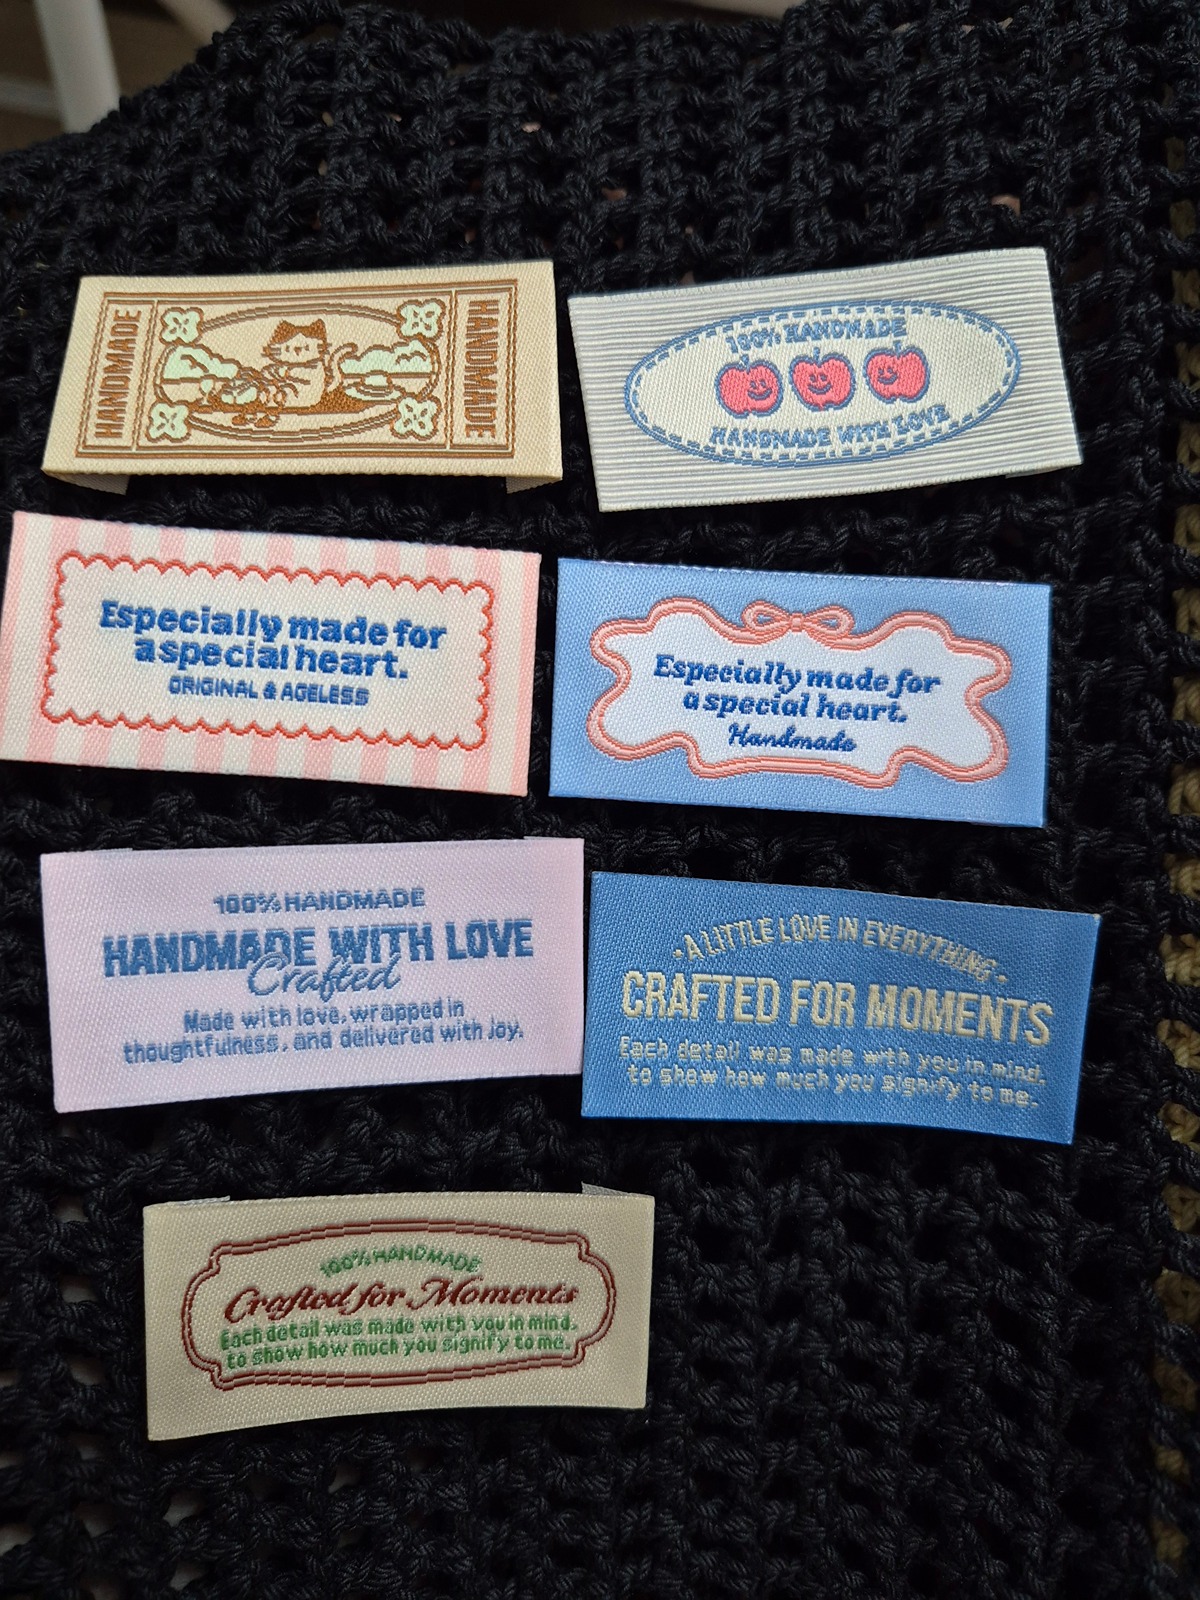 HANDMADE
HANDMADE
100% HANDMADE
HANDMADE WITH LOVE
Especially made for
a special heart.
ORIGINAL & AGELESS
Especially made for
a special heart.
Handmade
100% HANDMADE
HANDMADE WITH LOVE
Crafted
Made with love, wrapped in
thoughtfulness, and delivered with joy.
• A LITTLE LOVE IN EVERYTHING •
CRAFTED FOR MOMENTS
Each detail was made with you in mind.
to show how much you signify to me.
100% HANDMADE
Crafted for Moments
Each detail was made with you in mind.
to show how much you signify to me.